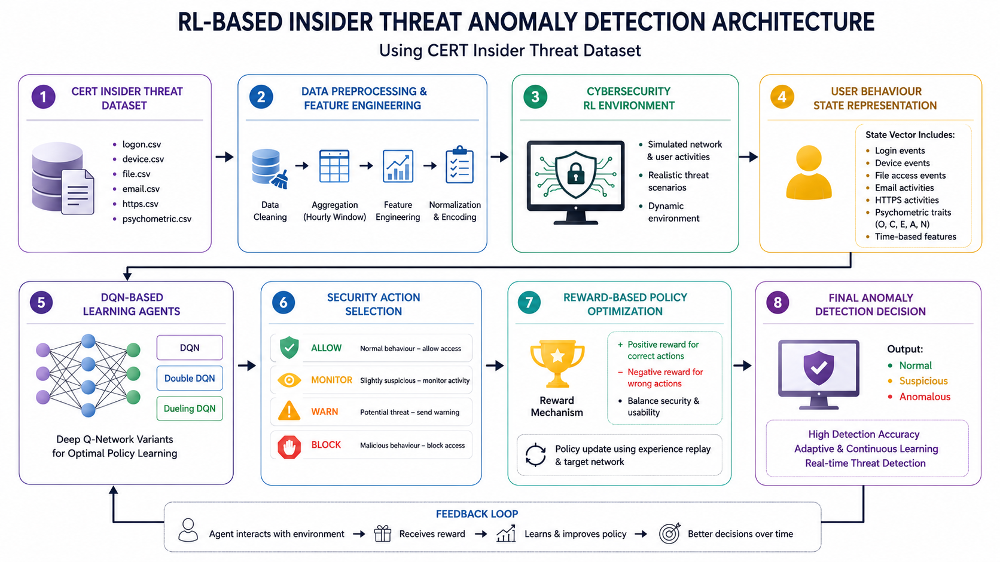 RL-BASED INSIDER THREAT ANOMALY DETECTION ARCHITECTURE
Using CERT Insider Threat Dataset
1
CERT INSIDER THREAT
DATASET
logon.csv
device.csv
file.csv
email.csv
https.csv
psychometric.csv
2
DATA PREPROCESSING &
FEATURE ENGINEERING
Data
Cleaning
Aggregation
(Hourly Window)
Feature
Engineering
Normalization
& Encoding
3
CYBERSECURITY
RL ENVIRONMENT
Simulated network
& user activities
Realistic threat
scenarios
Dynamic
environment
4
USER BEHAVIOUR
STATE REPRESENTATION
State Vector Includes:
Login events
Device events
File access events
Email activities
HTTPS activities
Psychometric traits
(O, C, E, A, N)
Time-based features
5
DQN-BASED
LEARNING AGENTS
DQN
Double DQN
Dueling DQN
Deep Q-Network Variants
for Optimal Policy Learning
6
SECURITY ACTION
SELECTION
ALLOW Normal behaviour – allow access
MONITOR Slightly suspicious – monitor activity
WARN Potential threat – send warning
BLOCK Malicious behaviour – block access
7
REWARD-BASED POLICY
OPTIMIZATION
Reward
Mechanism
+ Positive reward for
correct actions
– Negative reward for
wrong actions
Balance security &
usability
Policy update using experience replay
& target network
8
FINAL ANOMALY
DETECTION DECISION
Output:
Normal
Suspicious
Anomalous
High Detection Accuracy
Adaptive & Continuous Learning
Real-time Threat Detection
FEEDBACK LOOP
Agent interacts with environment
Receives reward
Learns & improves policy
Better decisions over time